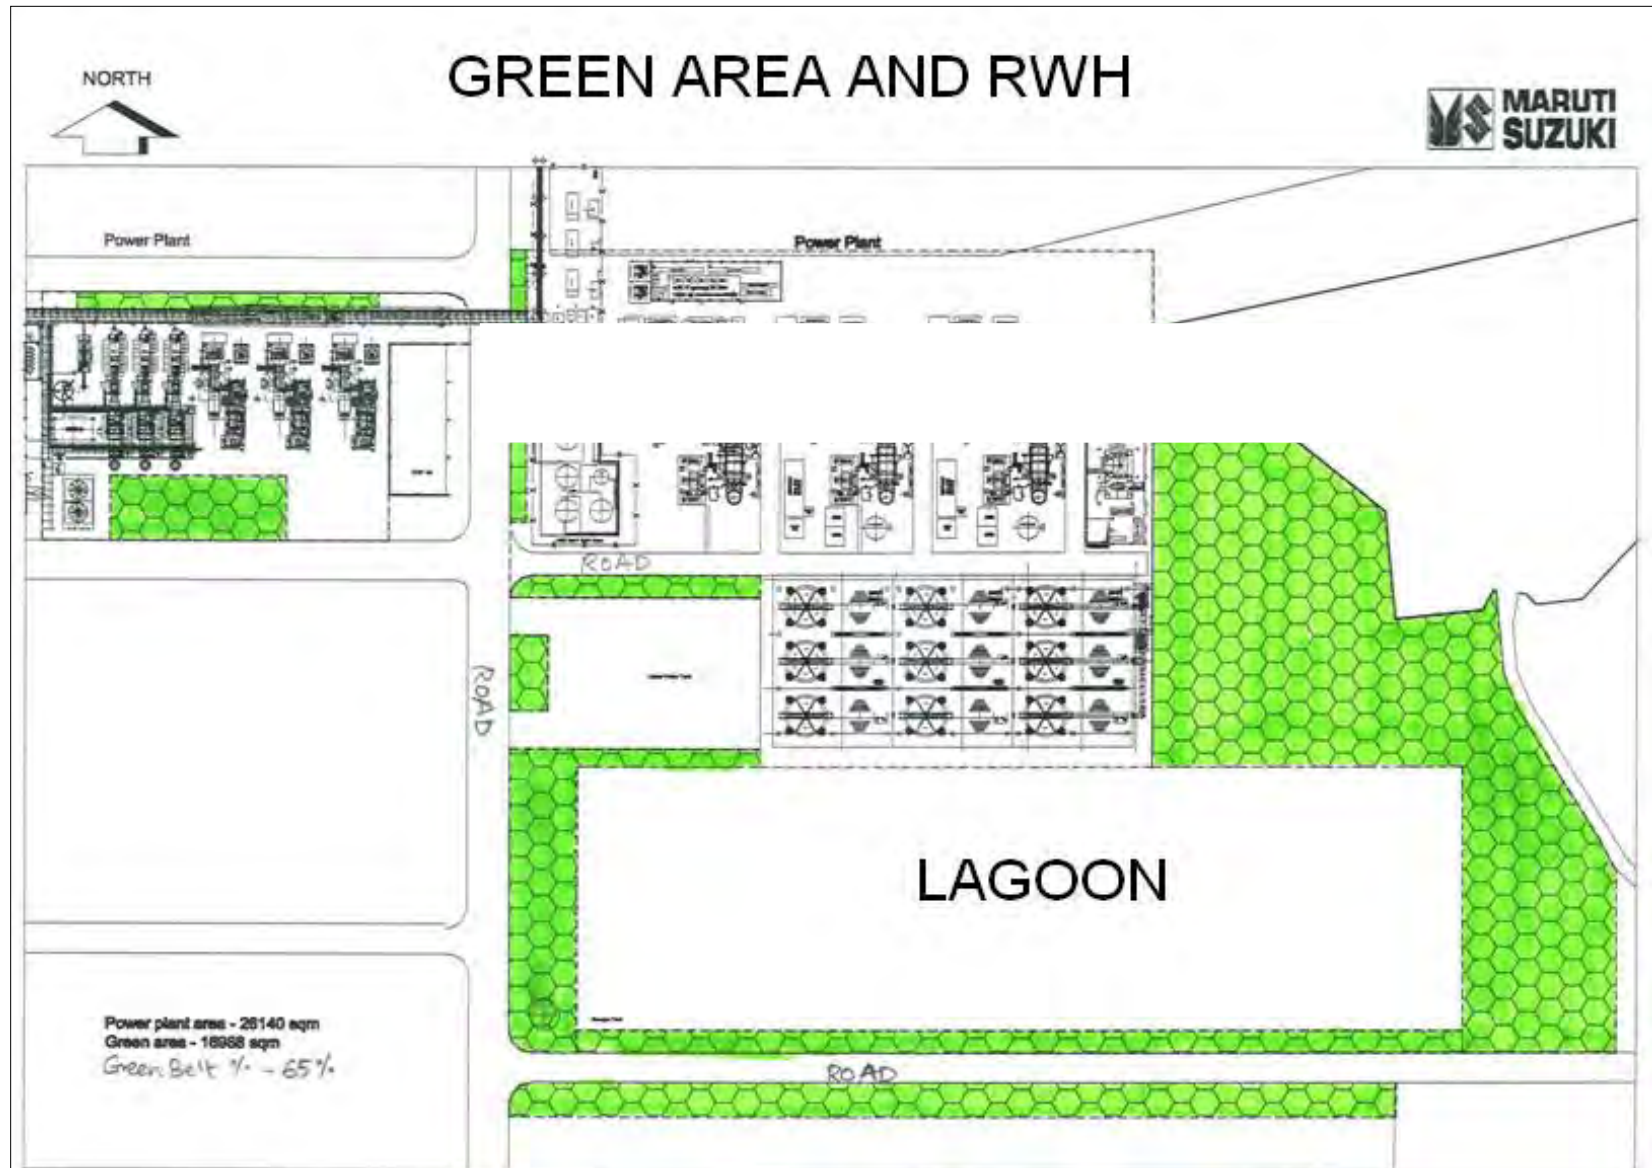 NORTH
GREEN AREA AND RWH
MARUTI
SUZUKI
Power Plant
Power Plant
ROAD
ROAD
LAGOON
Power plant area - 26140 sqm
Green area - 16988 sqm
Green Belt % - 65%
ROAD